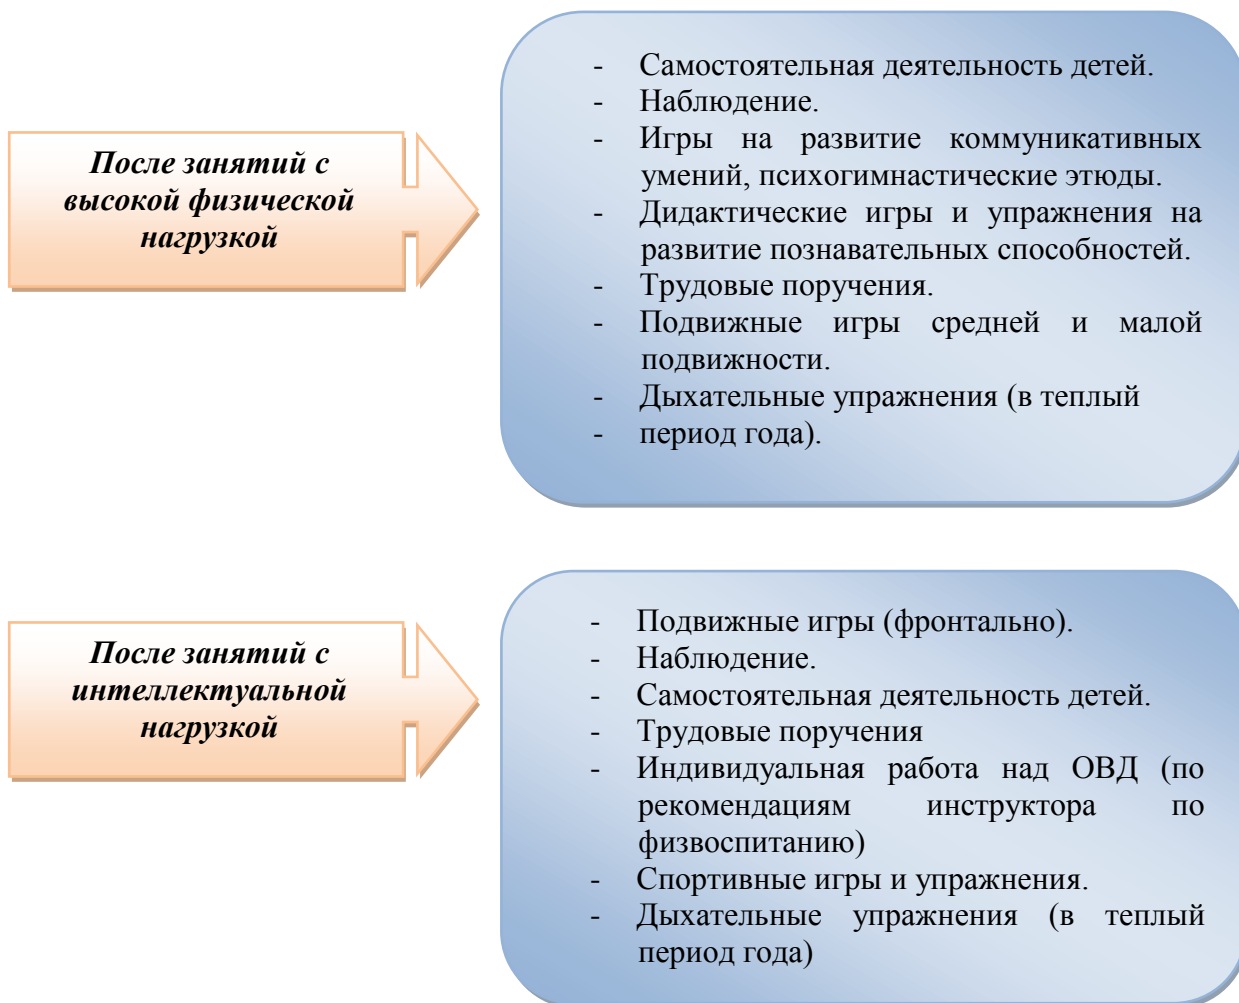 После занятий с
высокой физической
нагрузкой
- Самостоятельная деятельность детей.
- Наблюдение.
- Игры на развитие коммуникативных
умений, психогимнастические этюды.
- Дидактические игры и упражнения на
развитие познавательных способностей.
- Трудовые поручения.
- Подвижные игры средней и малой
подвижности.
- Дыхательные упражнения (в теплый
- период года).
После занятий с
интеллектуальной
нагрузкой
- Подвижные игры (фронтально).
- Наблюдение.
- Самостоятельная деятельность детей.
- Трудовые поручения
- Индивидуальная работа над ОВД (по
рекомендациям инструктора по
физвоспитанию)
- Спортивные игры и упражнения.
- Дыхательные упражнения (в теплый
период года)